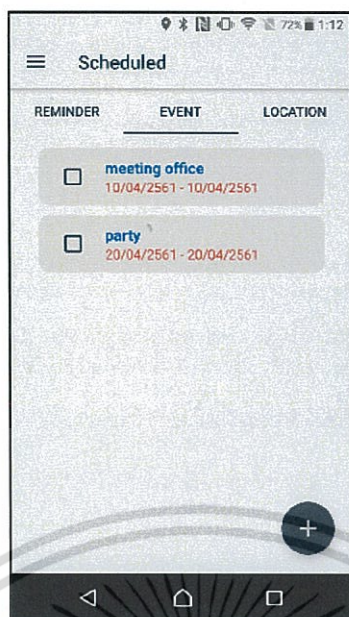 72% 1:12
Scheduled
REMINDER EVENT LOCATION
meeting office
10/04/2561 - 10/04/2561
party
20/04/2561 - 20/04/2561